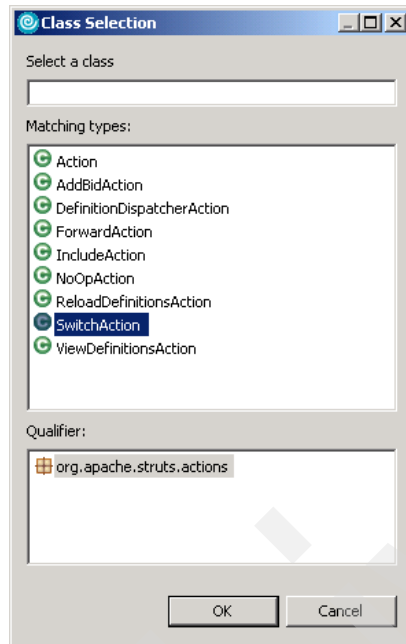 Class Selection
Select a class
Matching types:
Action
AddBidAction
DefinitionDispatcherAction
ForwardAction
IncludeAction
NoOpAction
ReloadDefinitionsAction
SwitchAction
ViewDefinitionsAction
Qualifier:
org.apache.struts.actions
OK Cancel